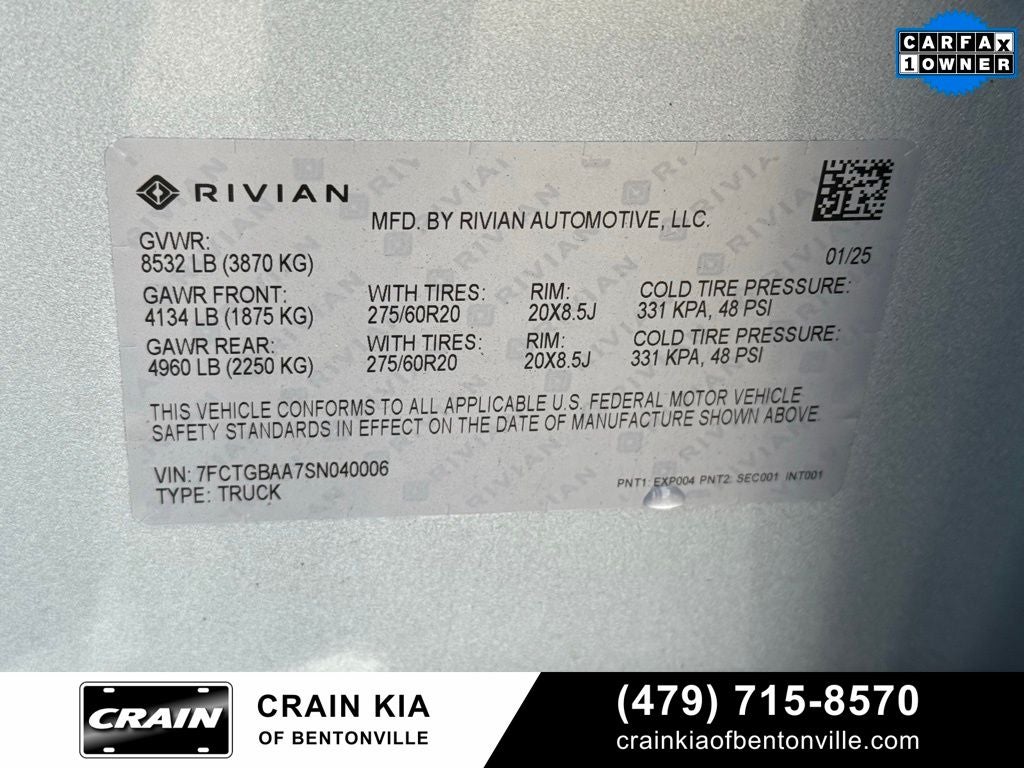 CARFAX
1 OWNER
RIVIAN
MFD. BY RIVIAN AUTOMOTIVE, LLC.
GVWR:
8532 LB (3870 KG)
01/25
GAWR FRONT: WITH TIRES: RIM: COLD TIRE PRESSURE:
4134 LB (1875 KG) 275/60R20 20X8.5J 331 KPA, 48 PSI
GAWR REAR: WITH TIRES: RIM: COLD TIRE PRESSURE:
4960 LB (2250 KG) 275/60R20 20X8.5J 331 KPA, 48 PSI
THIS VEHICLE CONFORMS TO ALL APPLICABLE U.S. FEDERAL MOTOR VEHICLE
SAFETY STANDARDS IN EFFECT ON THE DATE OF MANUFACTURE SHOWN ABOVE.
VIN: 7FCTGBAA7SN040006
TYPE: TRUCK
PNT1: EXP004 PNT2: SEC001 INT001
CRAIN
CRAIN KIA
OF BENTONVILLE
(479) 715-8570
crainkiaofbentonville.com